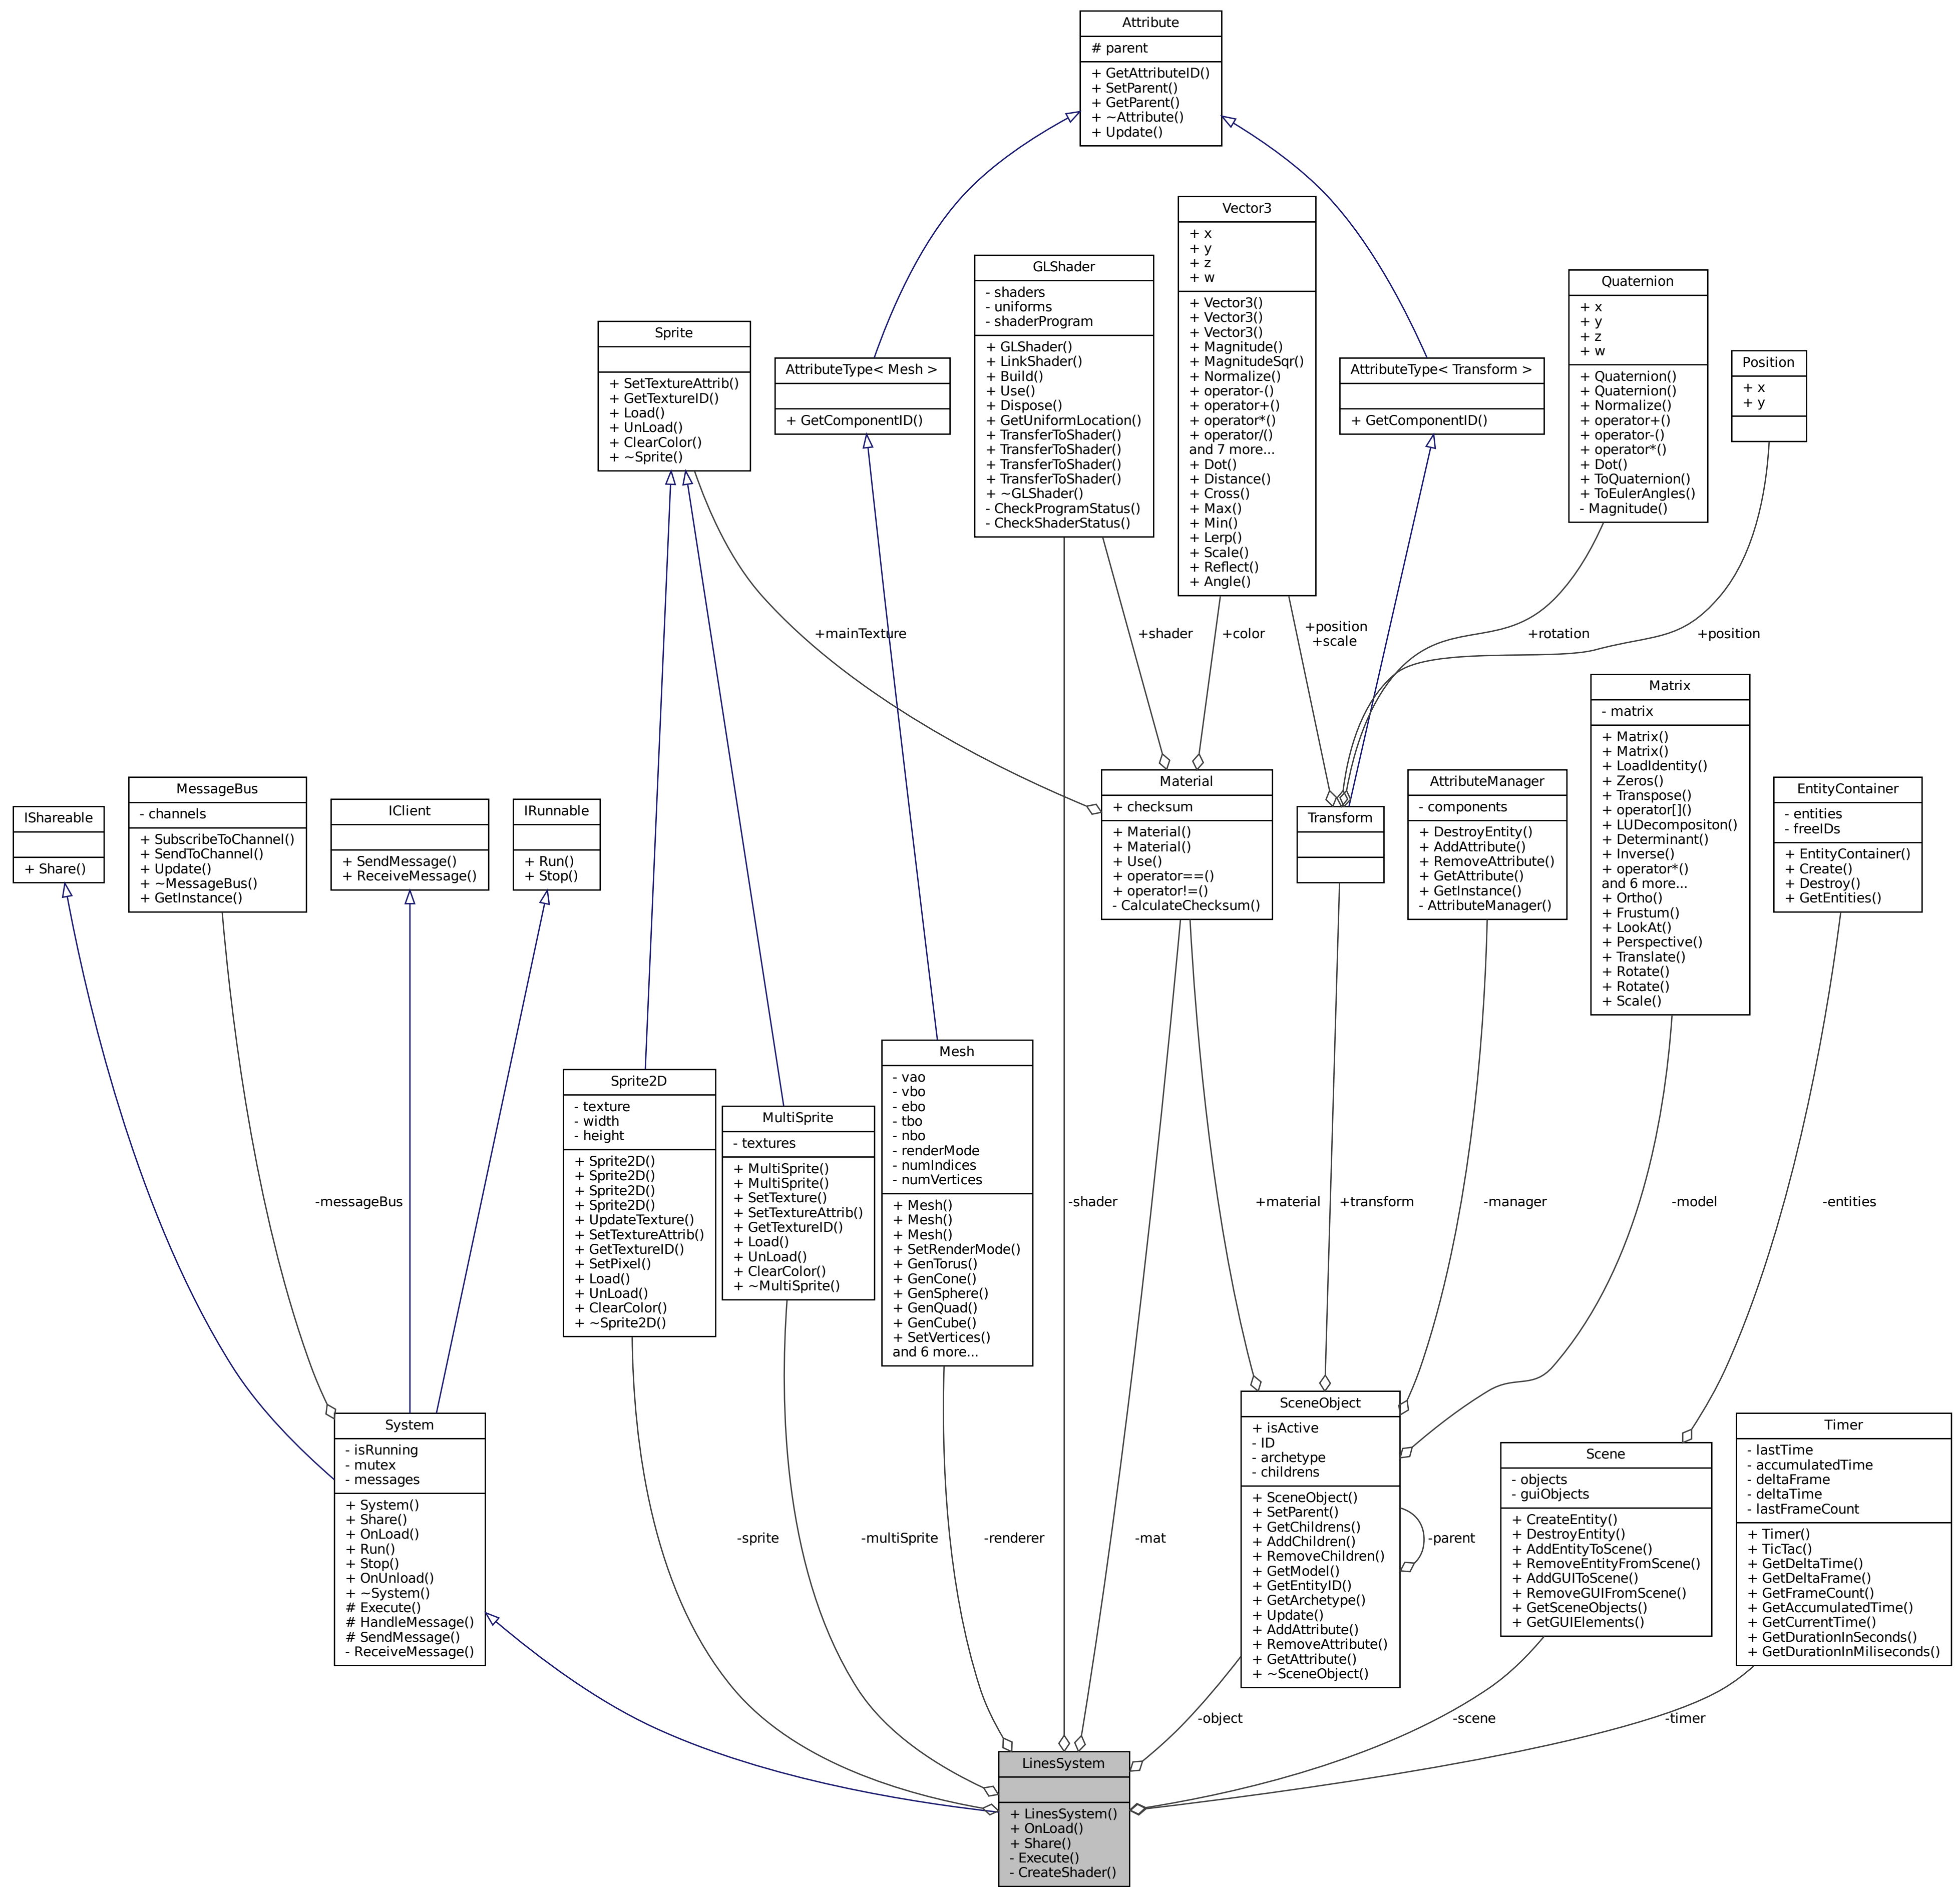 Attribute
# parent
+ GetAttributeID()
+ SetParent()
+ GetParent()
+ ~Attribute()
+ Update()
Vector3
+ x
+ y
+ z
+ w
+ Vector3()
+ Vector3()
+ Vector3()
+ Magnitude()
+ MagnitudeSqr()
+ Normalize()
+ operator-()
+ operator+()
+ operator*()
+ operator/()
and 7 more...
+ Dot()
+ Distance()
+ Cross()
+ Max()
+ Min()
+ Lerp()
+ Scale()
+ Reflect()
+ Angle()
GLShader
- shaders
- uniforms
- shaderProgram
+ GLShader()
+ LinkShader()
+ Build()
+ Use()
+ Dispose()
+ GetUniformLocation()
+ TransferToShader()
+ TransferToShader()
+ TransferToShader()
+ TransferToShader()
+ ~GLShader()
- CheckProgramStatus()
- CheckShaderStatus()
Quaternion
+ x
+ y
+ z
+ w
+ Quaternion()
+ Quaternion()
+ Normalize()
+ operator+()
+ operator-()
+ operator*()
+ Dot()
+ ToQuaternion()
+ ToEulerAngles()
- Magnitude()
Sprite
+ SetTextureAttrib()
+ GetTextureID()
+ Load()
+ UnLoad()
+ ClearColor()
+ ~Sprite()
AttributeType< Mesh >
+ GetComponentID()
AttributeType< Transform >
+ GetComponentID()
Position
+ x
+ y
+mainTexture
+shader
+color
+position
+scale
+rotation
+position
Matrix
- matrix
+ Matrix()
+ Matrix()
+ LoadIdentity()
+ Zeros()
+ Transpose()
+ operator[]()
+ LUDecompositon()
+ Determinant()
+ Inverse()
+ operator*()
and 6 more...
+ Ortho()
+ Frustum()
+ LookAt()
+ Perspective()
+ Translate()
+ Rotate()
+ Rotate()
+ Scale()
IShareable
+ Share()
MessageBus
- channels
+ SubscribeToChannel()
+ SendToChannel()
+ Update()
+ ~MessageBus()
+ GetInstance()
IClient
+ SendMessage()
+ ReceiveMessage()
IRunnable
+ Run()
+ Stop()
Material
+ checksum
+ Material()
+ Material()
+ Use()
+ operator==()
+ operator!=()
- CalculateChecksum()
Transform
AttributeManager
- components
+ DestroyEntity()
+ AddAttribute()
+ RemoveAttribute()
+ GetAttribute()
+ GetInstance()
- AttributeManager()
EntityContainer
- entities
- freeIDs
+ EntityContainer()
+ Create()
+ Destroy()
+ GetEntities()
Sprite2D
- texture
- width
- height
+ Sprite2D()
+ Sprite2D()
+ Sprite2D()
+ Sprite2D()
+ UpdateTexture()
+ SetTextureAttrib()
+ GetTextureID()
+ SetPixel()
+ Load()
+ UnLoad()
+ ClearColor()
+ ~Sprite2D()
MultiSprite
- textures
+ MultiSprite()
+ MultiSprite()
+ SetTexture()
+ SetTextureAttrib()
+ GetTextureID()
+ Load()
+ UnLoad()
+ ClearColor()
+ ~MultiSprite()
Mesh
- vao
- vbo
- ebo
- tbo
- nbo
- renderMode
- numIndices
- numVertices
+ Mesh()
+ Mesh()
+ Mesh()
+ SetRenderMode()
+ GenTorus()
+ GenCone()
+ GenSphere()
+ GenQuad()
+ GenCube()
+ SetVertices()
and 6 more...
-messageBus
-shader
+material
+transform
-manager
-model
-entities
System
- isRunning
- mutex
- messages
+ System()
+ Share()
+ OnLoad()
+ Run()
+ Stop()
+ OnUnload()
+ ~System()
# Execute()
# HandleMessage()
# SendMessage()
- ReceiveMessage()
SceneObject
+ isActive
- ID
- archetype
- childrens
+ SceneObject()
+ SetParent()
+ GetChildrens()
+ AddChildren()
+ RemoveChildren()
+ GetModel()
+ GetEntityID()
+ GetArchetype()
+ Update()
+ AddAttribute()
+ RemoveAttribute()
+ GetAttribute()
+ ~SceneObject()
Scene
- objects
- guiObjects
+ CreateEntity()
+ DestroyEntity()
+ AddEntityToScene()
+ RemoveEntityFromScene()
+ AddGUIToScene()
+ RemoveGUIFromScene()
+ GetSceneObjects()
+ GetGUIElements()
Timer
- lastTime
- accumulatedTime
- deltaFrame
- deltaTime
- lastFrameCount
+ Timer()
+ TicTac()
+ GetDeltaTime()
+ GetDeltaFrame()
+ GetFrameCount()
+ GetAccumulatedTime()
+ GetCurrentTime()
+ GetDurationInSeconds()
+ GetDurationInMiliseconds()
-sprite
-multiSprite
-renderer
-mat
-parent
-object
-scene
-timer
LinesSystem
+ LinesSystem()
+ OnLoad()
+ Share()
- Execute()
- CreateShader()